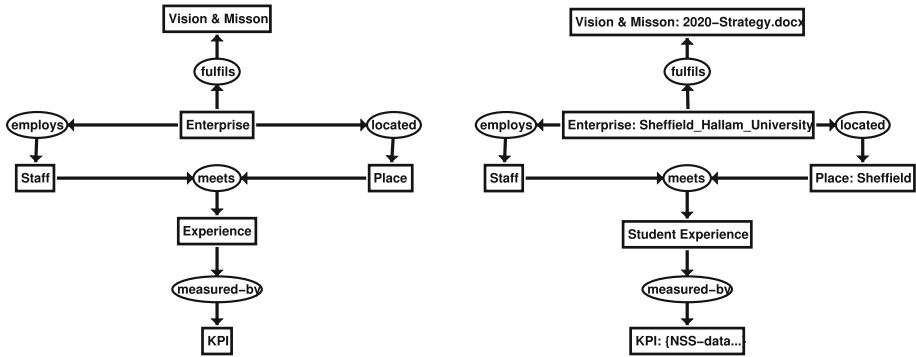 Vision & Misson
fulfils
employs
Enterprise
located
Staff
meets
Place
Experience
measured-by
KPI
Vision & Misson: 2020-Strategy.docx
fulfils
employs
Enterprise: Sheffield_Hallam_University
located
Staff
meets
Place: Sheffield
Student Experience
measured-by
KPI: {NSS-data...}